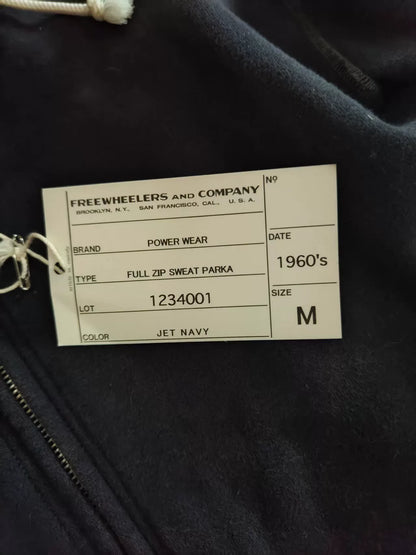 FREEWHEELERS AND COMPANY
BROOKLYN, N.Y., SAN FRANCISCO, CAL., U. S. A.
Nº
BRAND POWER WEAR
DATE 1960's
TYPE FULL ZIP SWEAT PARKA
LOT 1234001
SIZE M
COLOR JET NAVY